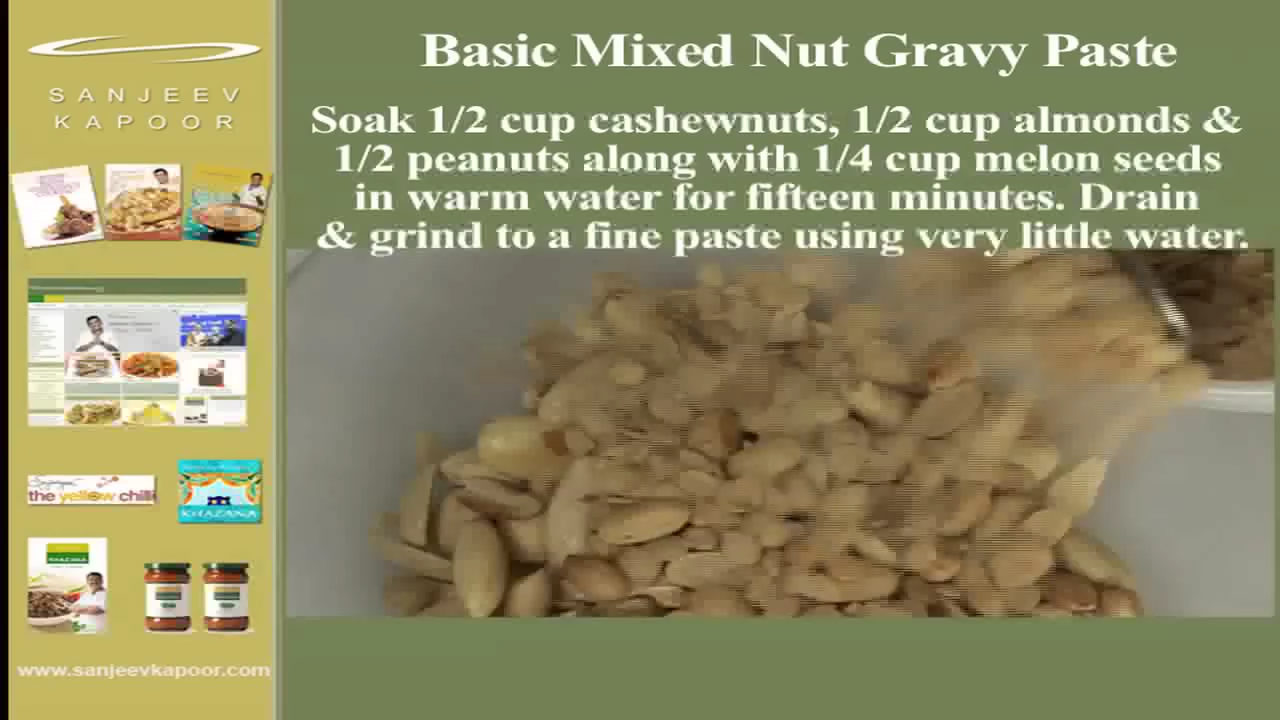 SANJEEV
KAPOOR
Basic Mixed Nut Gravy Paste
Soak 1/2 cup cashewnuts, 1/2 cup almonds &
1/2 peanuts along with 1/4 cup melon seeds
in warm water for fifteen minutes. Drain
& grind to a fine paste using very little water.
the yellow chilli
KHAZANA
www.sanjeevkapoor.com